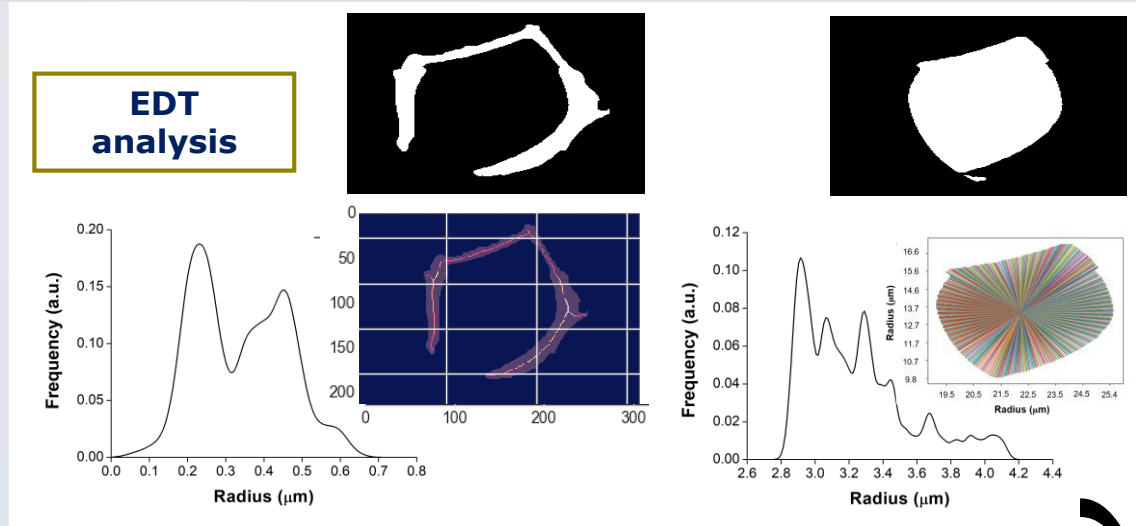 EDT
analysis
0.20
0.15
0.10
0.05
0.00
Frequency (a.u.)
0.0 0.1 0.2 0.3 0.4 0.5 0.6 0.7 0.8
Radius (μm)
0
50
100
150
200
0 100 200 300
0.12
0.10
0.08
0.06
0.04
0.02
0.00
Frequency (a.u.)
2.6 2.8 3.0 3.2 3.4 3.6 3.8 4.0 4.2 4.4
Radius (μm)
16.6
15.6
14.6
13.7
12.7
11.7
10.7
9.8
Radius (μm)
19.5 20.5 21.5 22.5 23.5 24.5 25.4
Radius (μm)